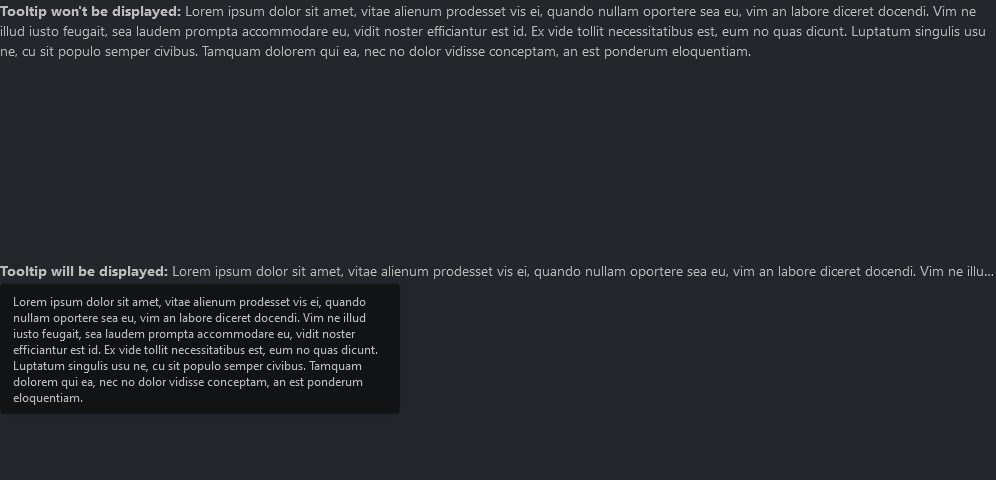 Tooltip won't be displayed: Lorem ipsum dolor sit amet, vitae alienum prodesset vis ei, quando nullam oportere sea eu, vim an labore diceret docendi. Vim ne
illud iusto feugait, sea laudem prompta accommodare eu, vidit noster efficiantur est id. Ex vide tollit necessitatibus est, eum no quas dicunt. Luptatum singulis usu
ne, cu sit populo semper civibus. Tamquam dolorem qui ea, nec no dolor vidisse conceptam, an est ponderum eloquentiam.
Tooltip will be displayed: Lorem ipsum dolor sit amet, vitae alienum prodesset vis ei, quando nullam oportere sea eu, vim an labore diceret docendi. Vim ne illu...
Lorem ipsum dolor sit amet, vitae alienum prodesset vis ei, quando
nullam oportere sea eu, vim an labore diceret docendi. Vim ne illud
iusto feugait, sea laudem prompta accommodare eu, vidit noster
efficiantur est id. Ex vide tollit necessitatibus est, eum no quas dicunt.
Luptatum singulis usu ne, cu sit populo semper civibus. Tamquam
dolorem qui ea, nec no dolor vidisse conceptam, an est ponderum
eloquentiam.